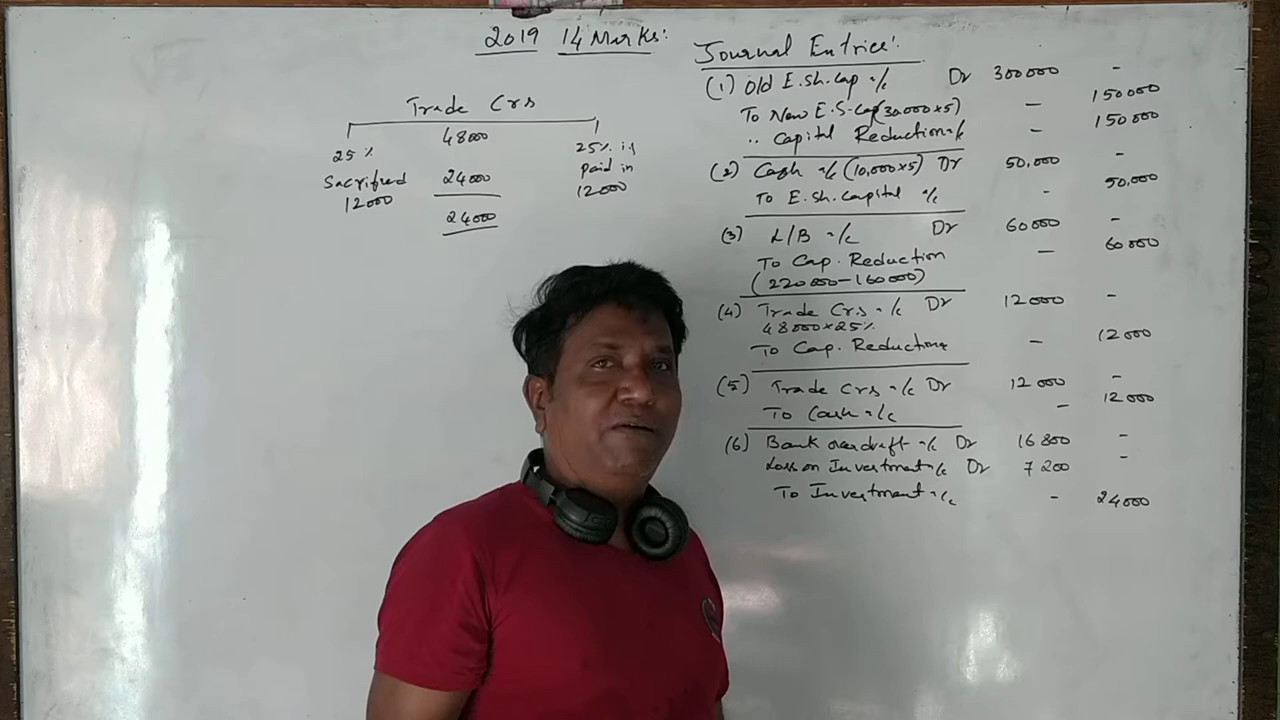 2019 14 Marks:
Trade Crs
48000
25%
Sacrificed
12000
24000
24000
25% is
paid in
12000
Journal Entries:
(1) Old E.sh.cap a/c Dr 300000 -
To New E.S.Cap (30,000×5) - 150000
" Capital Reduction a/c - 150000
(2) Cash a/c (10,000×5) Dr 50,000 -
To E.sh.capital a/c - 50,000
(3) L/B a/c Dr 60000 -
To Cap. Reduction - 60000
(220000-160000)
(4) Trade Crs a/c Dr 12000 -
48000×25%
To Cap. Reduction - 12000
(5) Trade Crs a/c Dr 12000 -
To Cash a/c - 12000
(6) Bank overdraft a/c Dr 16800 -
Loss on Investment a/c Dr 7200 -
To Investment a/c - 24000